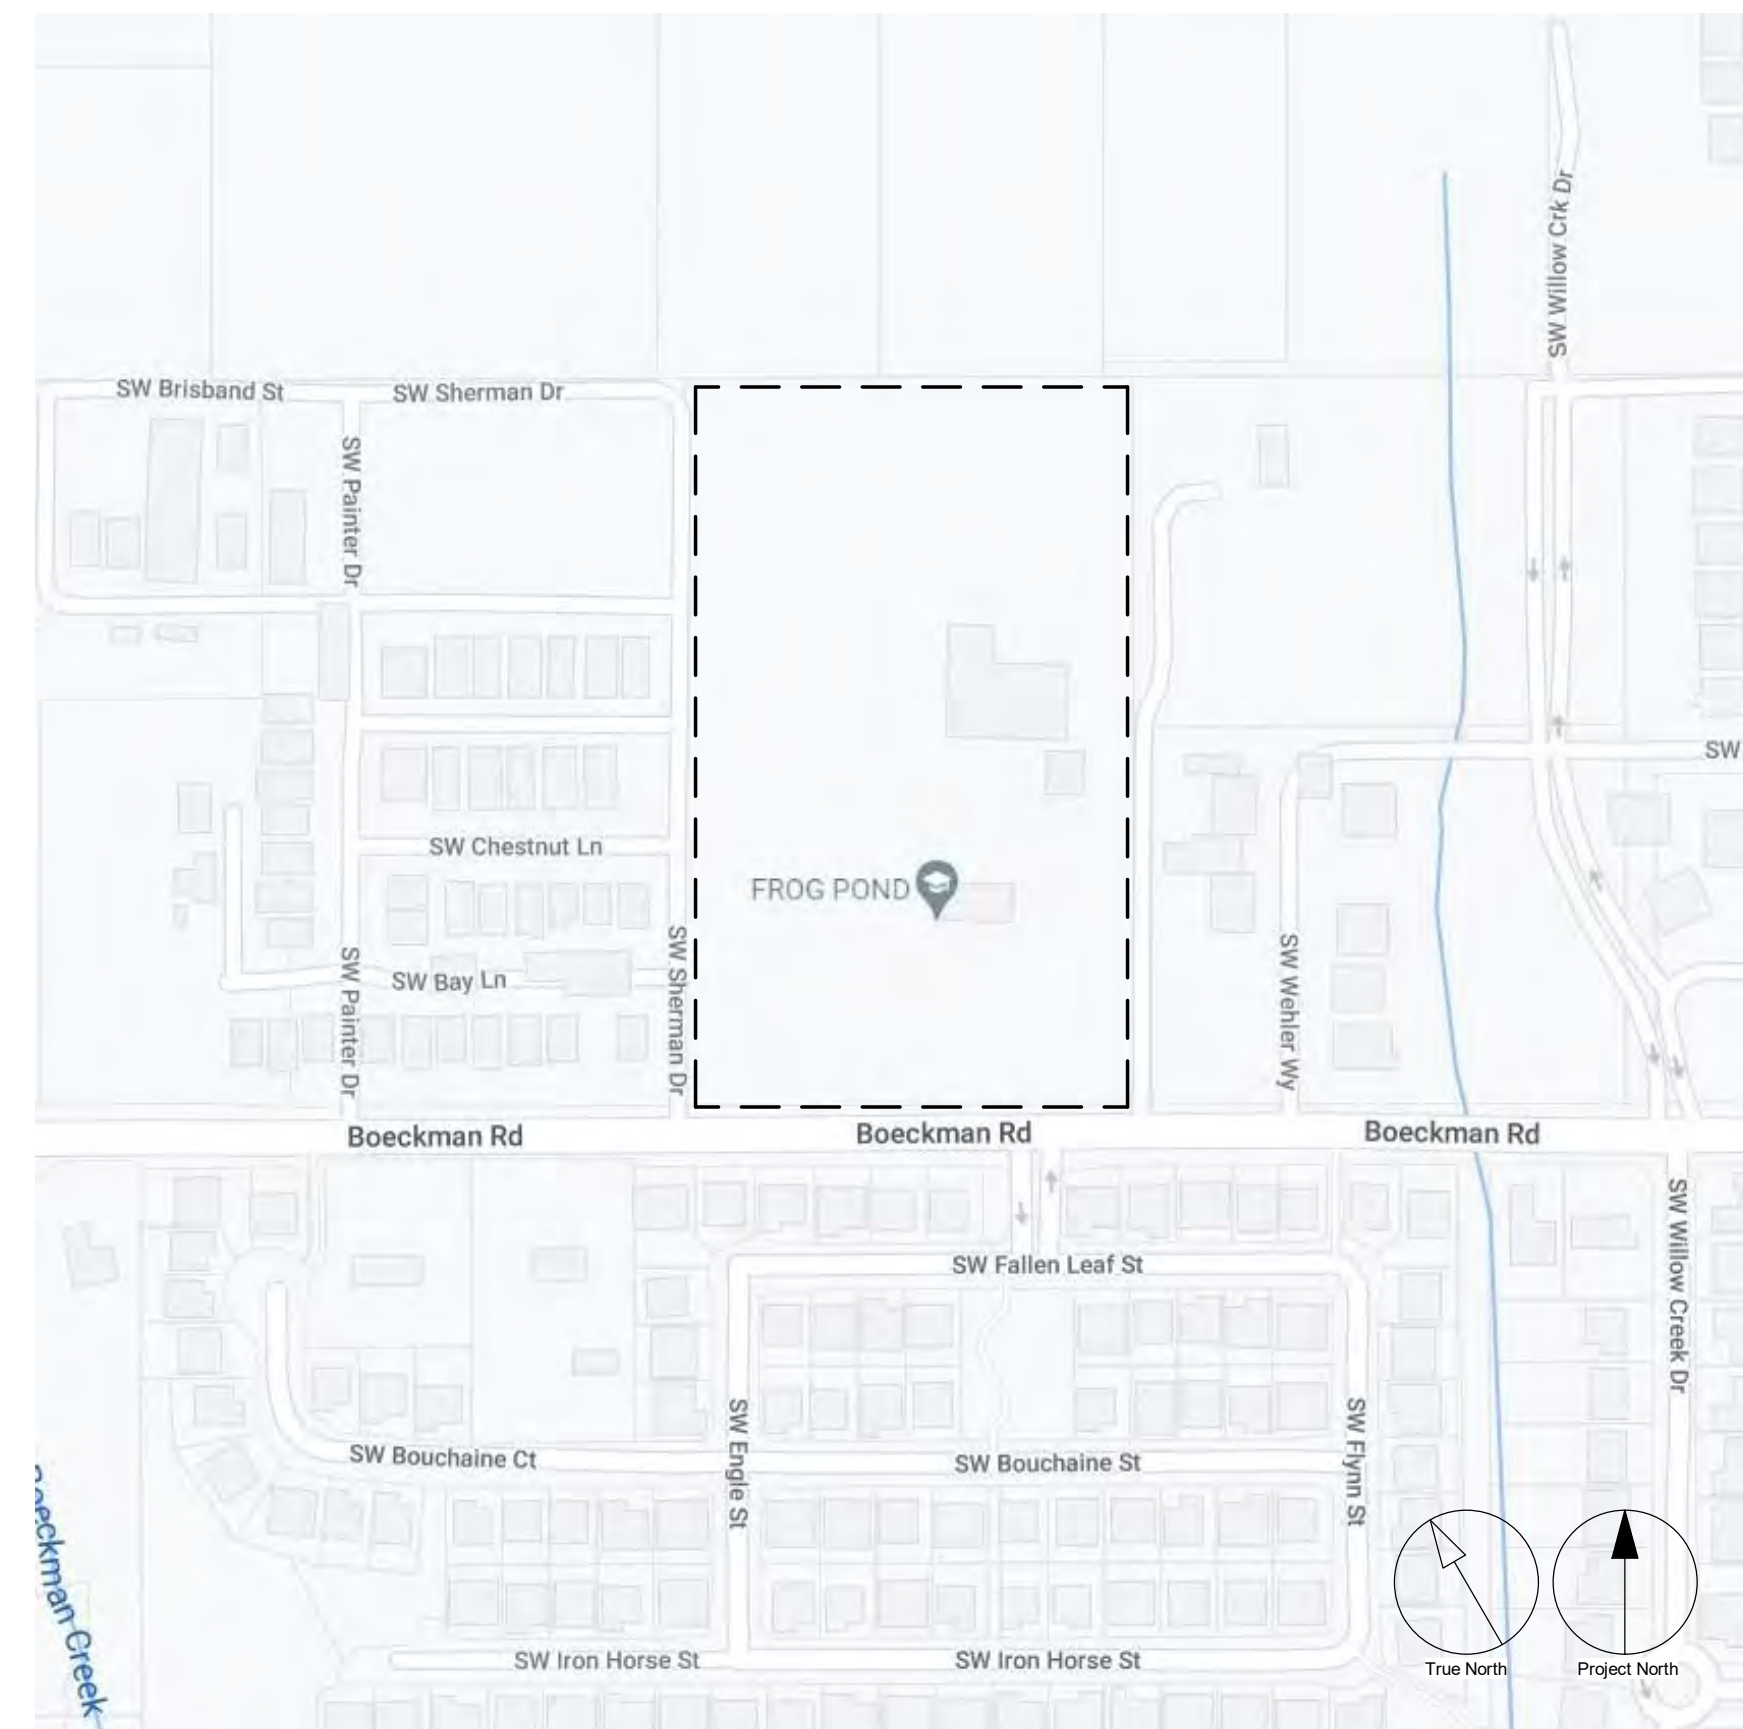 SW Willow Crk Dr
SW Brisband St
SW Sherman Dr
SW Painter Dr
SW
SW Chestnut Ln
FROG POND
SW Bay Ln
SW Painter Dr
SW Sherman Dr
SW Wehler Wy
Boeckman Rd
Boeckman Rd
Boeckman Rd
SW Fallen Leaf St
SW Willow Creek Dr
SW Bouchaine Ct
SW Engle St
SW Bouchaine St
SW Flynn St
Boeckman Creek
SW Iron Horse St
SW Iron Horse St
True North
Project North